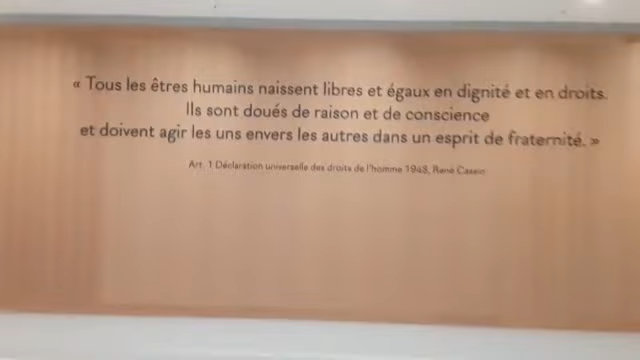 « Tous les êtres humains naissent libres et égaux en dignité et en droits.
Ils sont doués de raison et de conscience
et doivent agir les uns envers les autres dans un esprit de fraternité. »
Art. 1 Déclaration universelle des droits de l'homme 1948, René Cassin